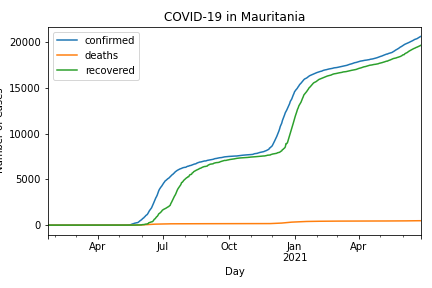 COVID-19 in Mauritania
confirmed
deaths
recovered
20000
15000
10000
5000
0
Apr
Jul
Oct
Jan
2021
Apr
Day